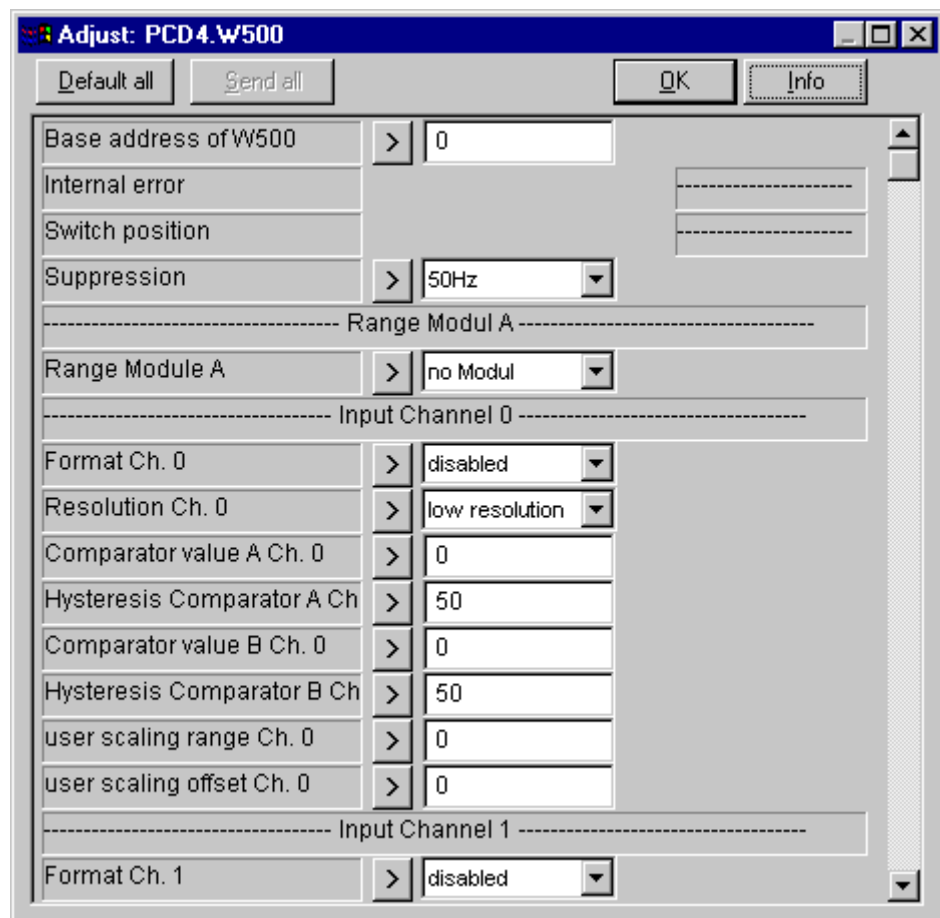 Adjust: PCD4.W500
Default all Send all OK Info
Base address of W500 > 0
Internal error ----------------------
Switch position ----------------------
Suppression > 50Hz
------------------------------------- Range Modul A -------------------------------------
Range Module A > no Modul
------------------------------------ Input Channel 0 ------------------------------------
Format Ch. 0 > disabled
Resolution Ch. 0 > low resolution
Comparator value A Ch. 0 > 0
Hysteresis Comparator A Ch > 50
Comparator value B Ch. 0 > 0
Hysteresis Comparator B Ch > 50
user scaling range Ch. 0 > 0
user scaling offset Ch. 0 > 0
------------------------------------ Input Channel 1 ------------------------------------
Format Ch. 1 > disabled